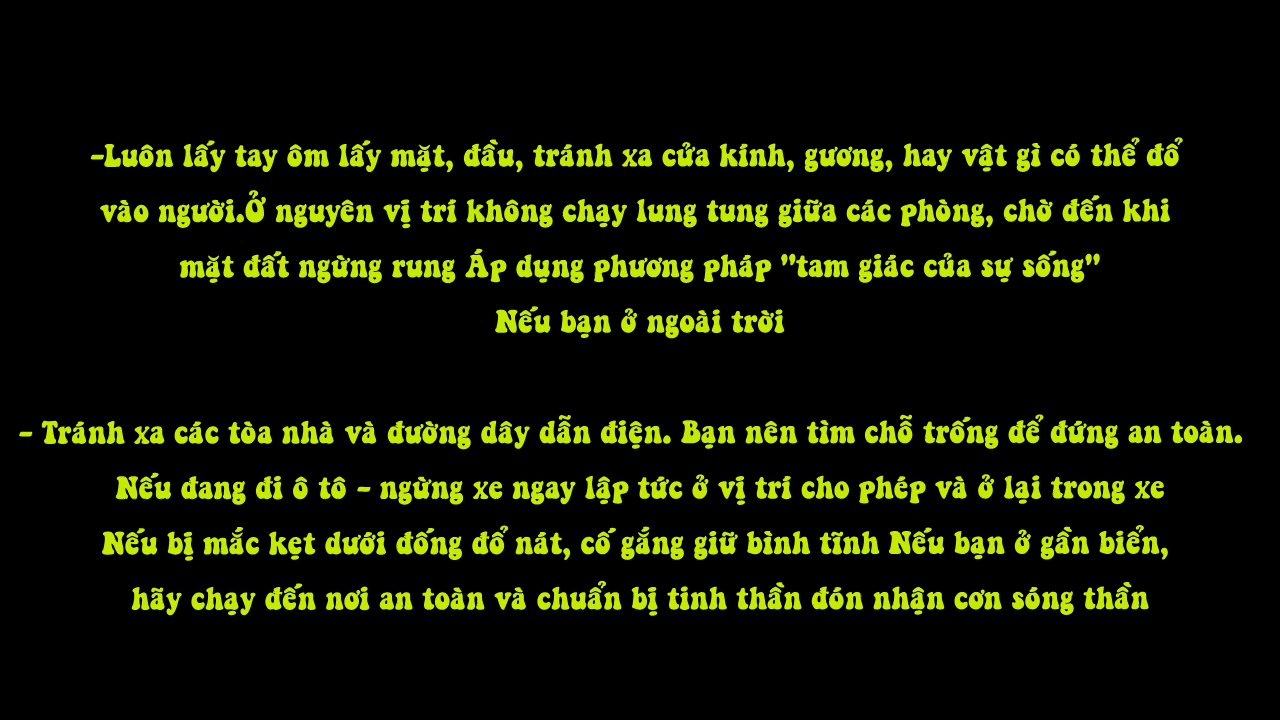 -Luôn lấy tay ôm lấy mặt, đầu, tránh xa cửa kính, gương, hay vật gì có thể đổ
vào người.Ở nguyên vị trí không chạy lung tung giữa các phòng, chờ đến khi
mặt đất ngừng rung Áp dụng phương pháp "tam giác của sự sống"
Nếu bạn ở ngoài trời
- Tránh xa các tòa nhà và đường dây dẫn điện. Bạn nên tìm chỗ trống để đứng an toàn.
Nếu đang đi ô tô - ngừng xe ngay lập tức ở vị trí cho phép và ở lại trong xe
Nếu bị mắc kẹt dưới đống đổ nát, cố gắng giữ bình tĩnh Nếu bạn ở gần biển,
hãy chạy đến nơi an toàn và chuẩn bị tinh thần đón nhận cơn sóng thần